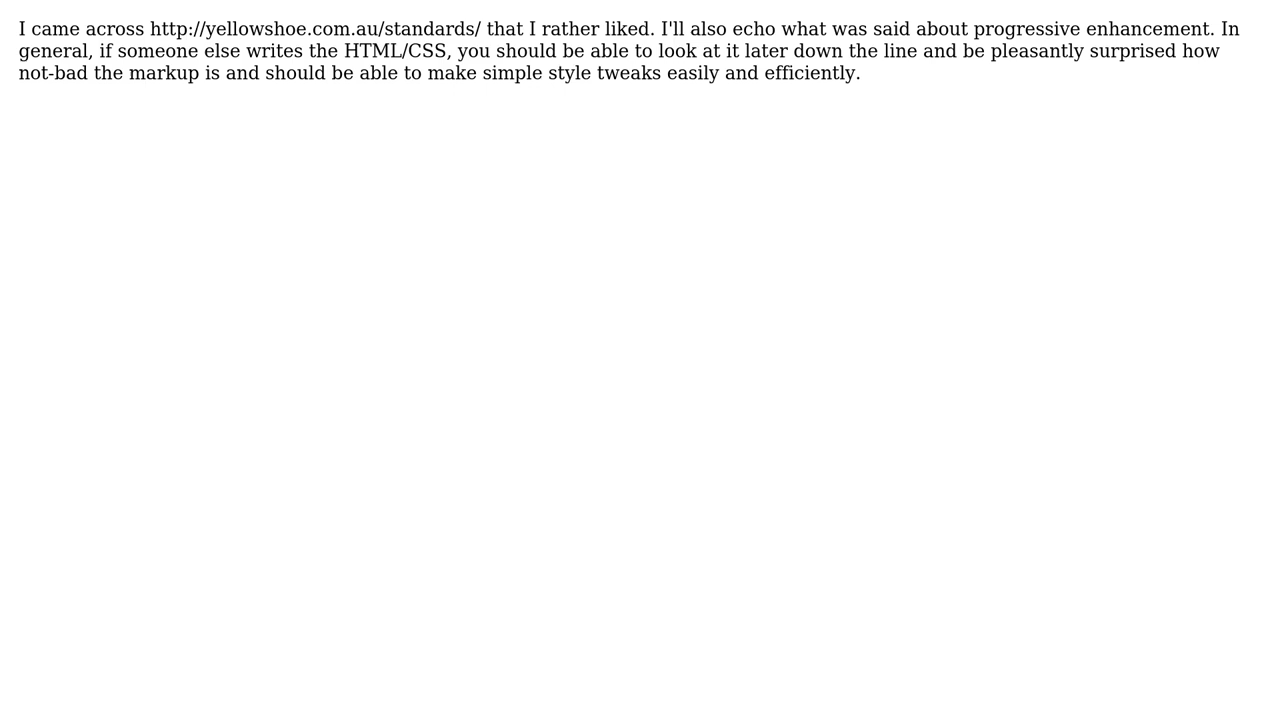 I came across http://yellowshoe.com.au/standards/ that I rather liked. I'll also echo what was said about progressive enhancement. In
general, if someone else writes the HTML/CSS, you should be able to look at it later down the line and be pleasantly surprised how
not-bad the markup is and should be able to make simple style tweaks easily and efficiently.